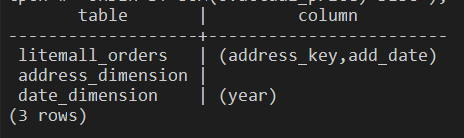 table | column
-------------------+------------------------
litemall_orders | (address_key,add_date)
address_dimension |
date_dimension | (year)
(3 rows)